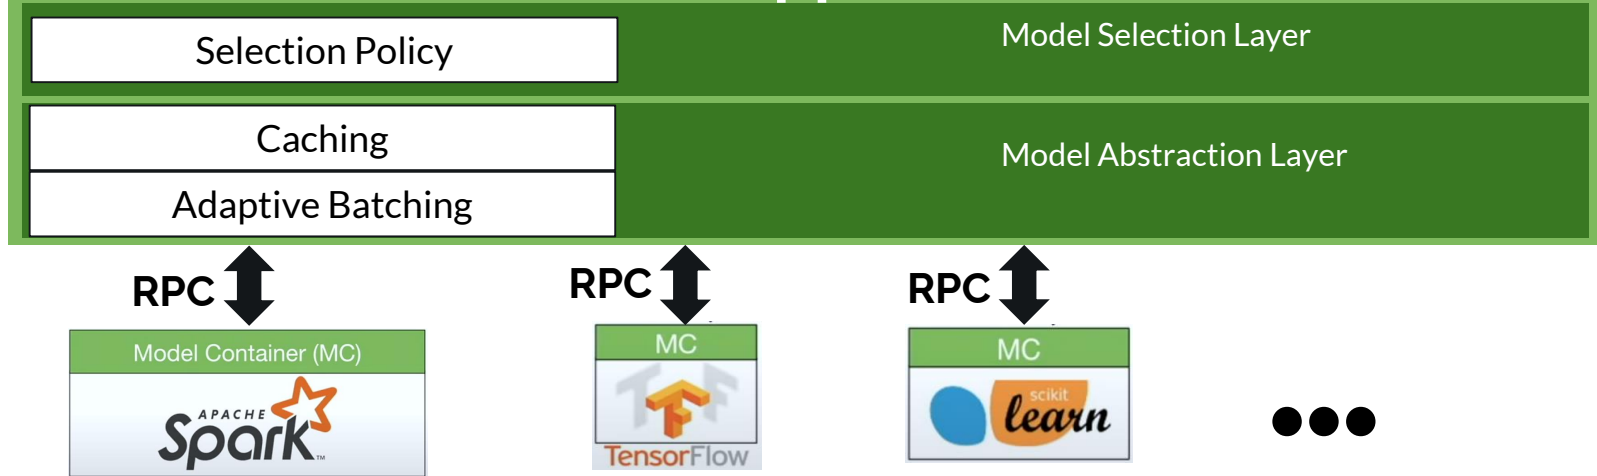 Selection Policy
Model Selection Layer
Caching
Model Abstraction Layer
Adaptive Batching
RPC
RPC
RPC
Model Container (MC)
MC
MC
APACHE
Spark
TM
TensorFlow
scikit
learn